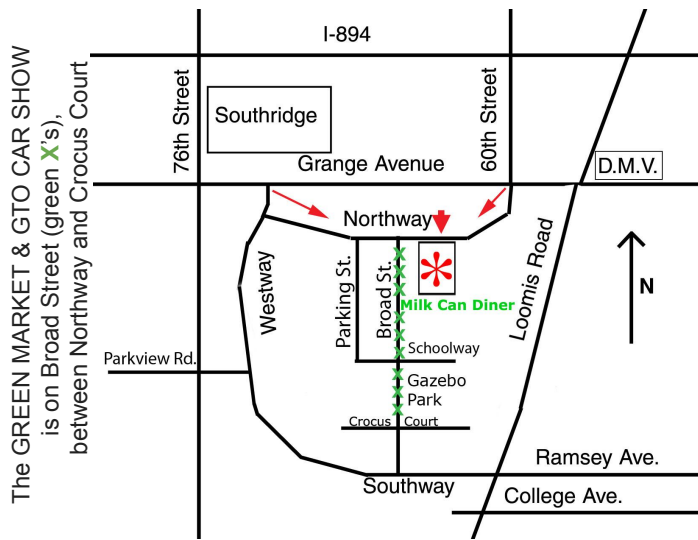 The GREEN MARKET & GTO CAR SHOW
is on Broad Street (green X's),
between Northway and Crocus Court
I-894
76th Street
Southridge
60th Street
Grange Avenue
D.M.V.
Northway
Westway
Parking St.
Broad St.
*
X
X
X
Milk Can Diner
X
X
X
Loomis Road
N
Schoolway
Parkview Rd.
X
Gazebo
X
Park
X
Crocus Court
Ramsey Ave.
Southway
College Ave.